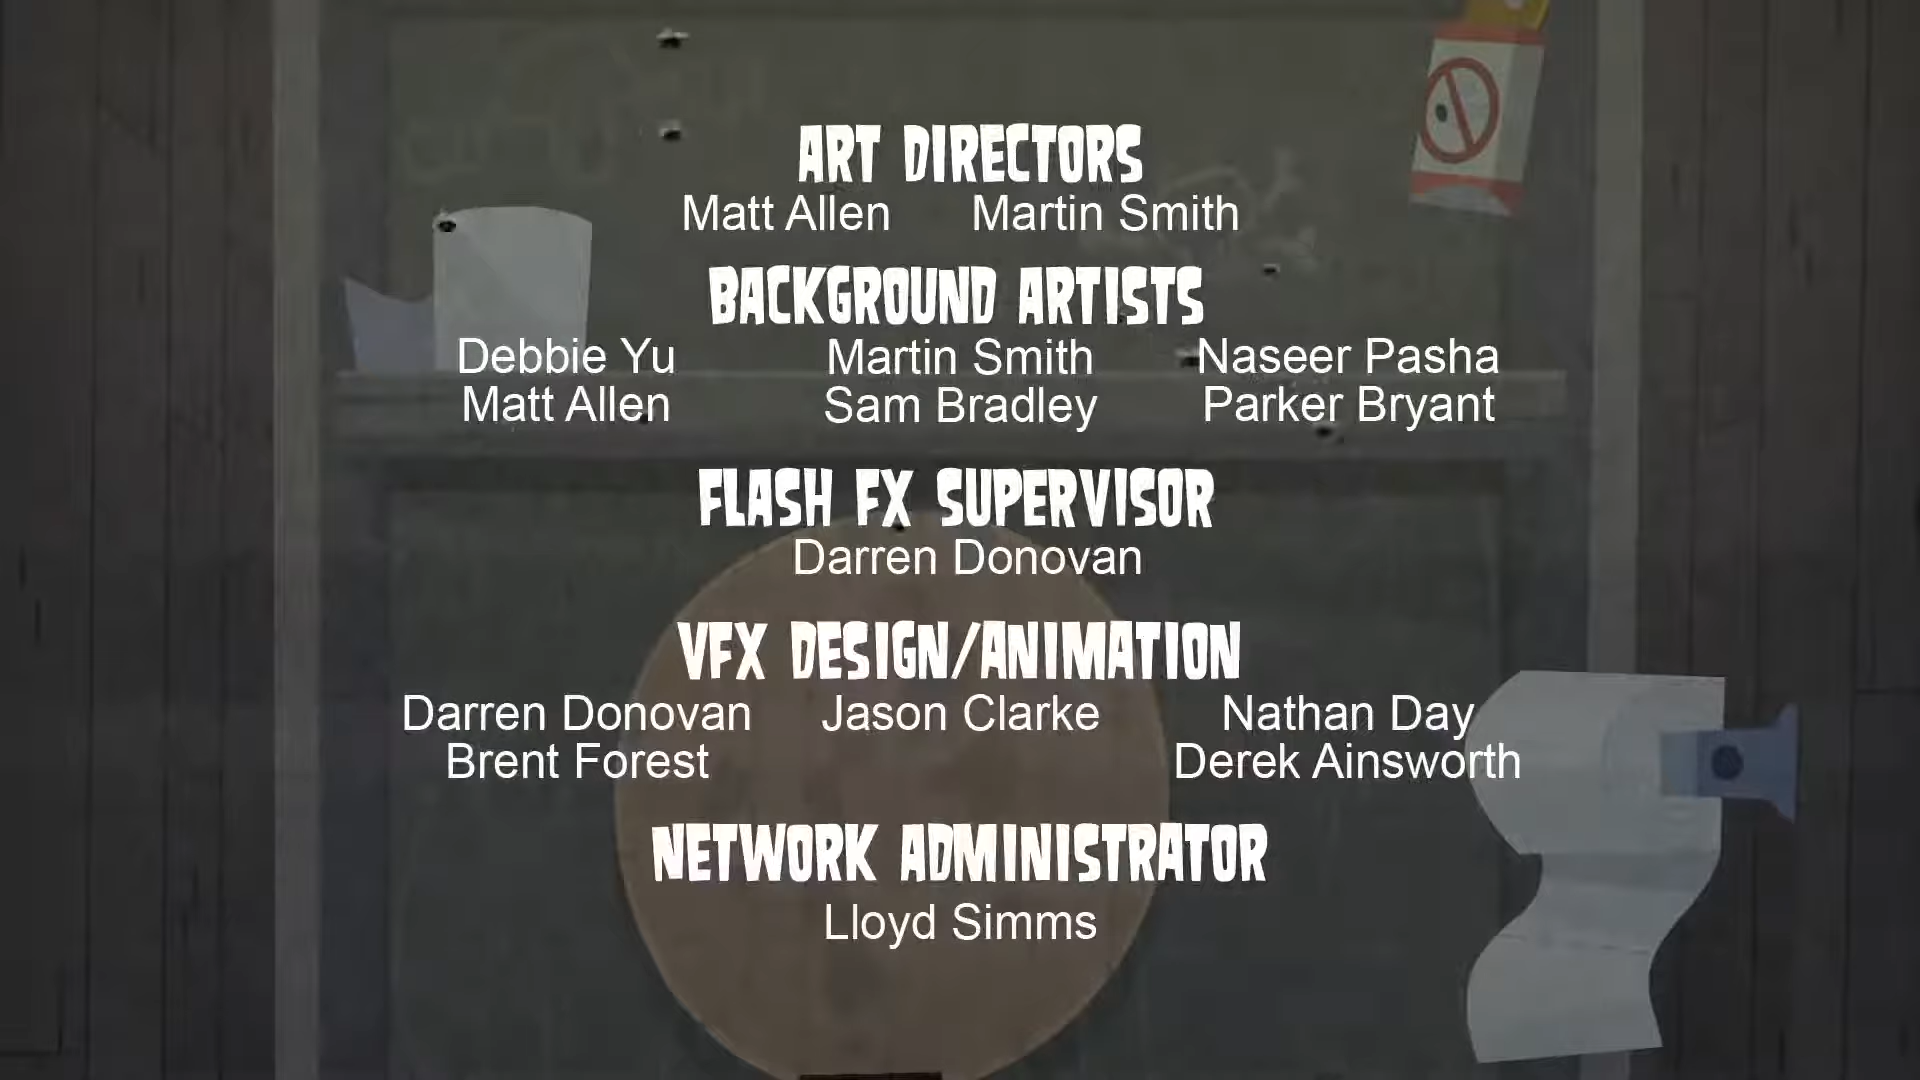 ART DIRECTORS
Matt Allen Martin Smith
BACKGROUND ARTISTS
Debbie Yu Martin Smith Naseer Pasha
Matt Allen Sam Bradley Parker Bryant
FLASH FX SUPERVISOR
Darren Donovan
VFX DESIGN/ANIMATION
Darren Donovan Jason Clarke Nathan Day
Brent Forest Derek Ainsworth
NETWORK ADMINISTRATOR
Lloyd Simms